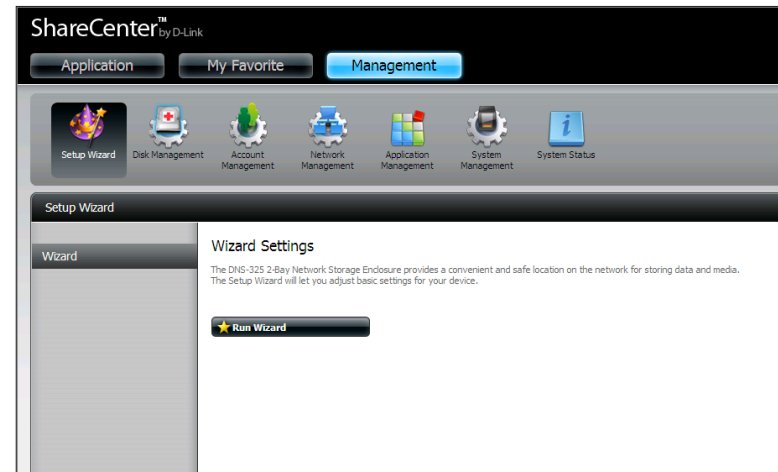 ShareCenter™ by D-Link
Application My Favorite Management
Setup Wizard Disk Management Account Management Network Management Application Management System Management System Status
Setup Wizard
Wizard
Wizard Settings
The DNS-325 2-Bay Network Storage Enclosure provides a convenient and safe location on the network for storing data and media.
The Setup Wizard will let you adjust basic settings for your device.
Run Wizard